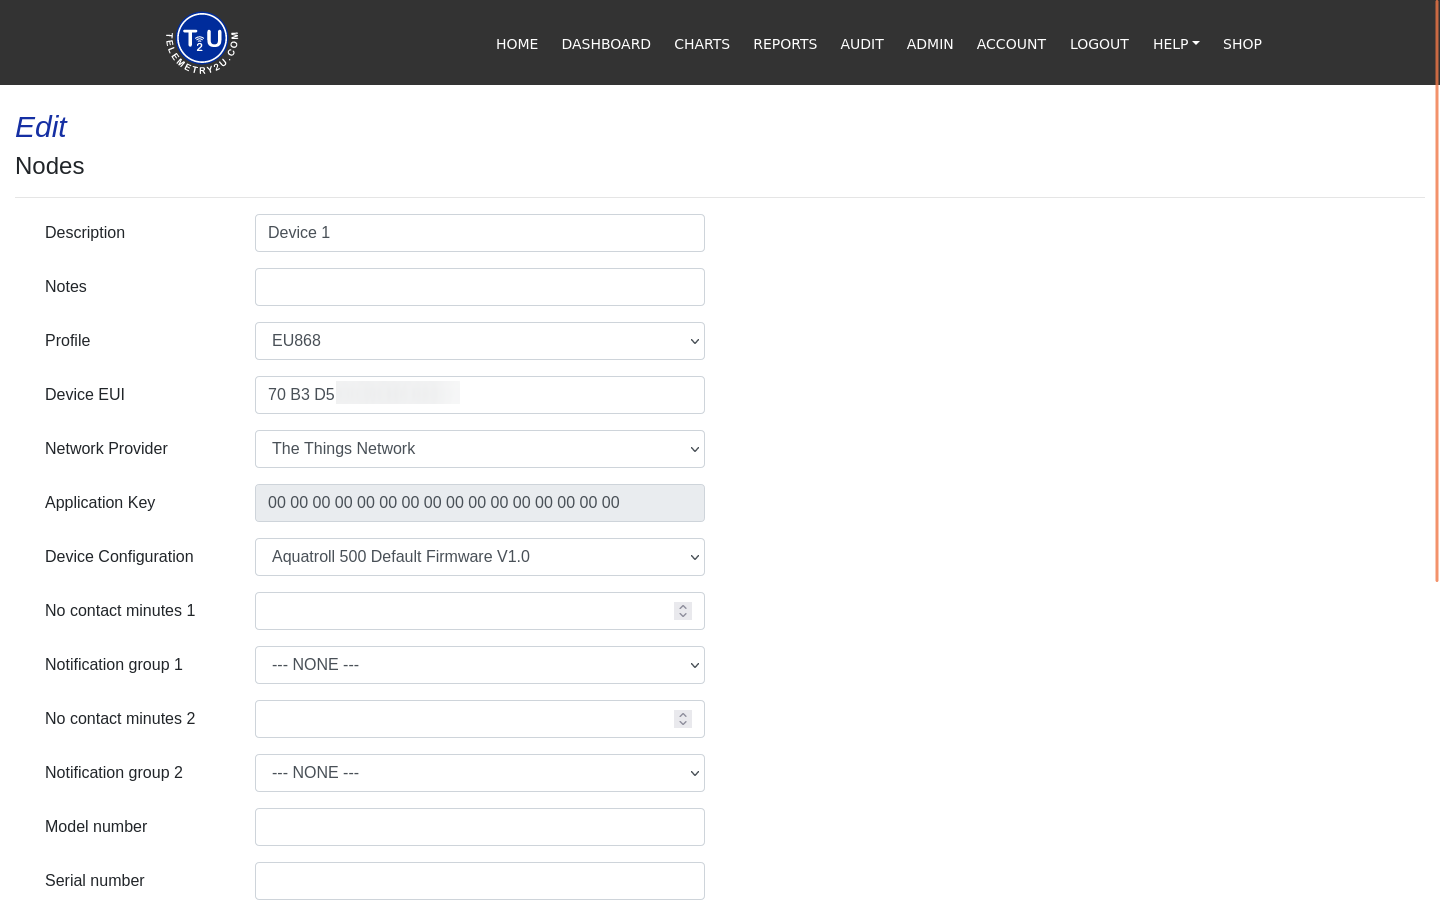 T2U
TELEMETRY2U.COM
HOME DASHBOARD CHARTS REPORTS AUDIT ADMIN ACCOUNT LOGOUT HELP SHOP
Edit
Nodes
Description Device 1
Notes
Profile EU868
Device EUI 70 B3 D5
Network Provider The Things Network
Application Key 00 00 00 00 00 00 00 00 00 00 00 00 00 00 00 00
Device Configuration Aquatroll 500 Default Firmware V1.0
No contact minutes 1
Notification group 1 --- NONE ---
No contact minutes 2
Notification group 2 --- NONE ---
Model number
Serial number